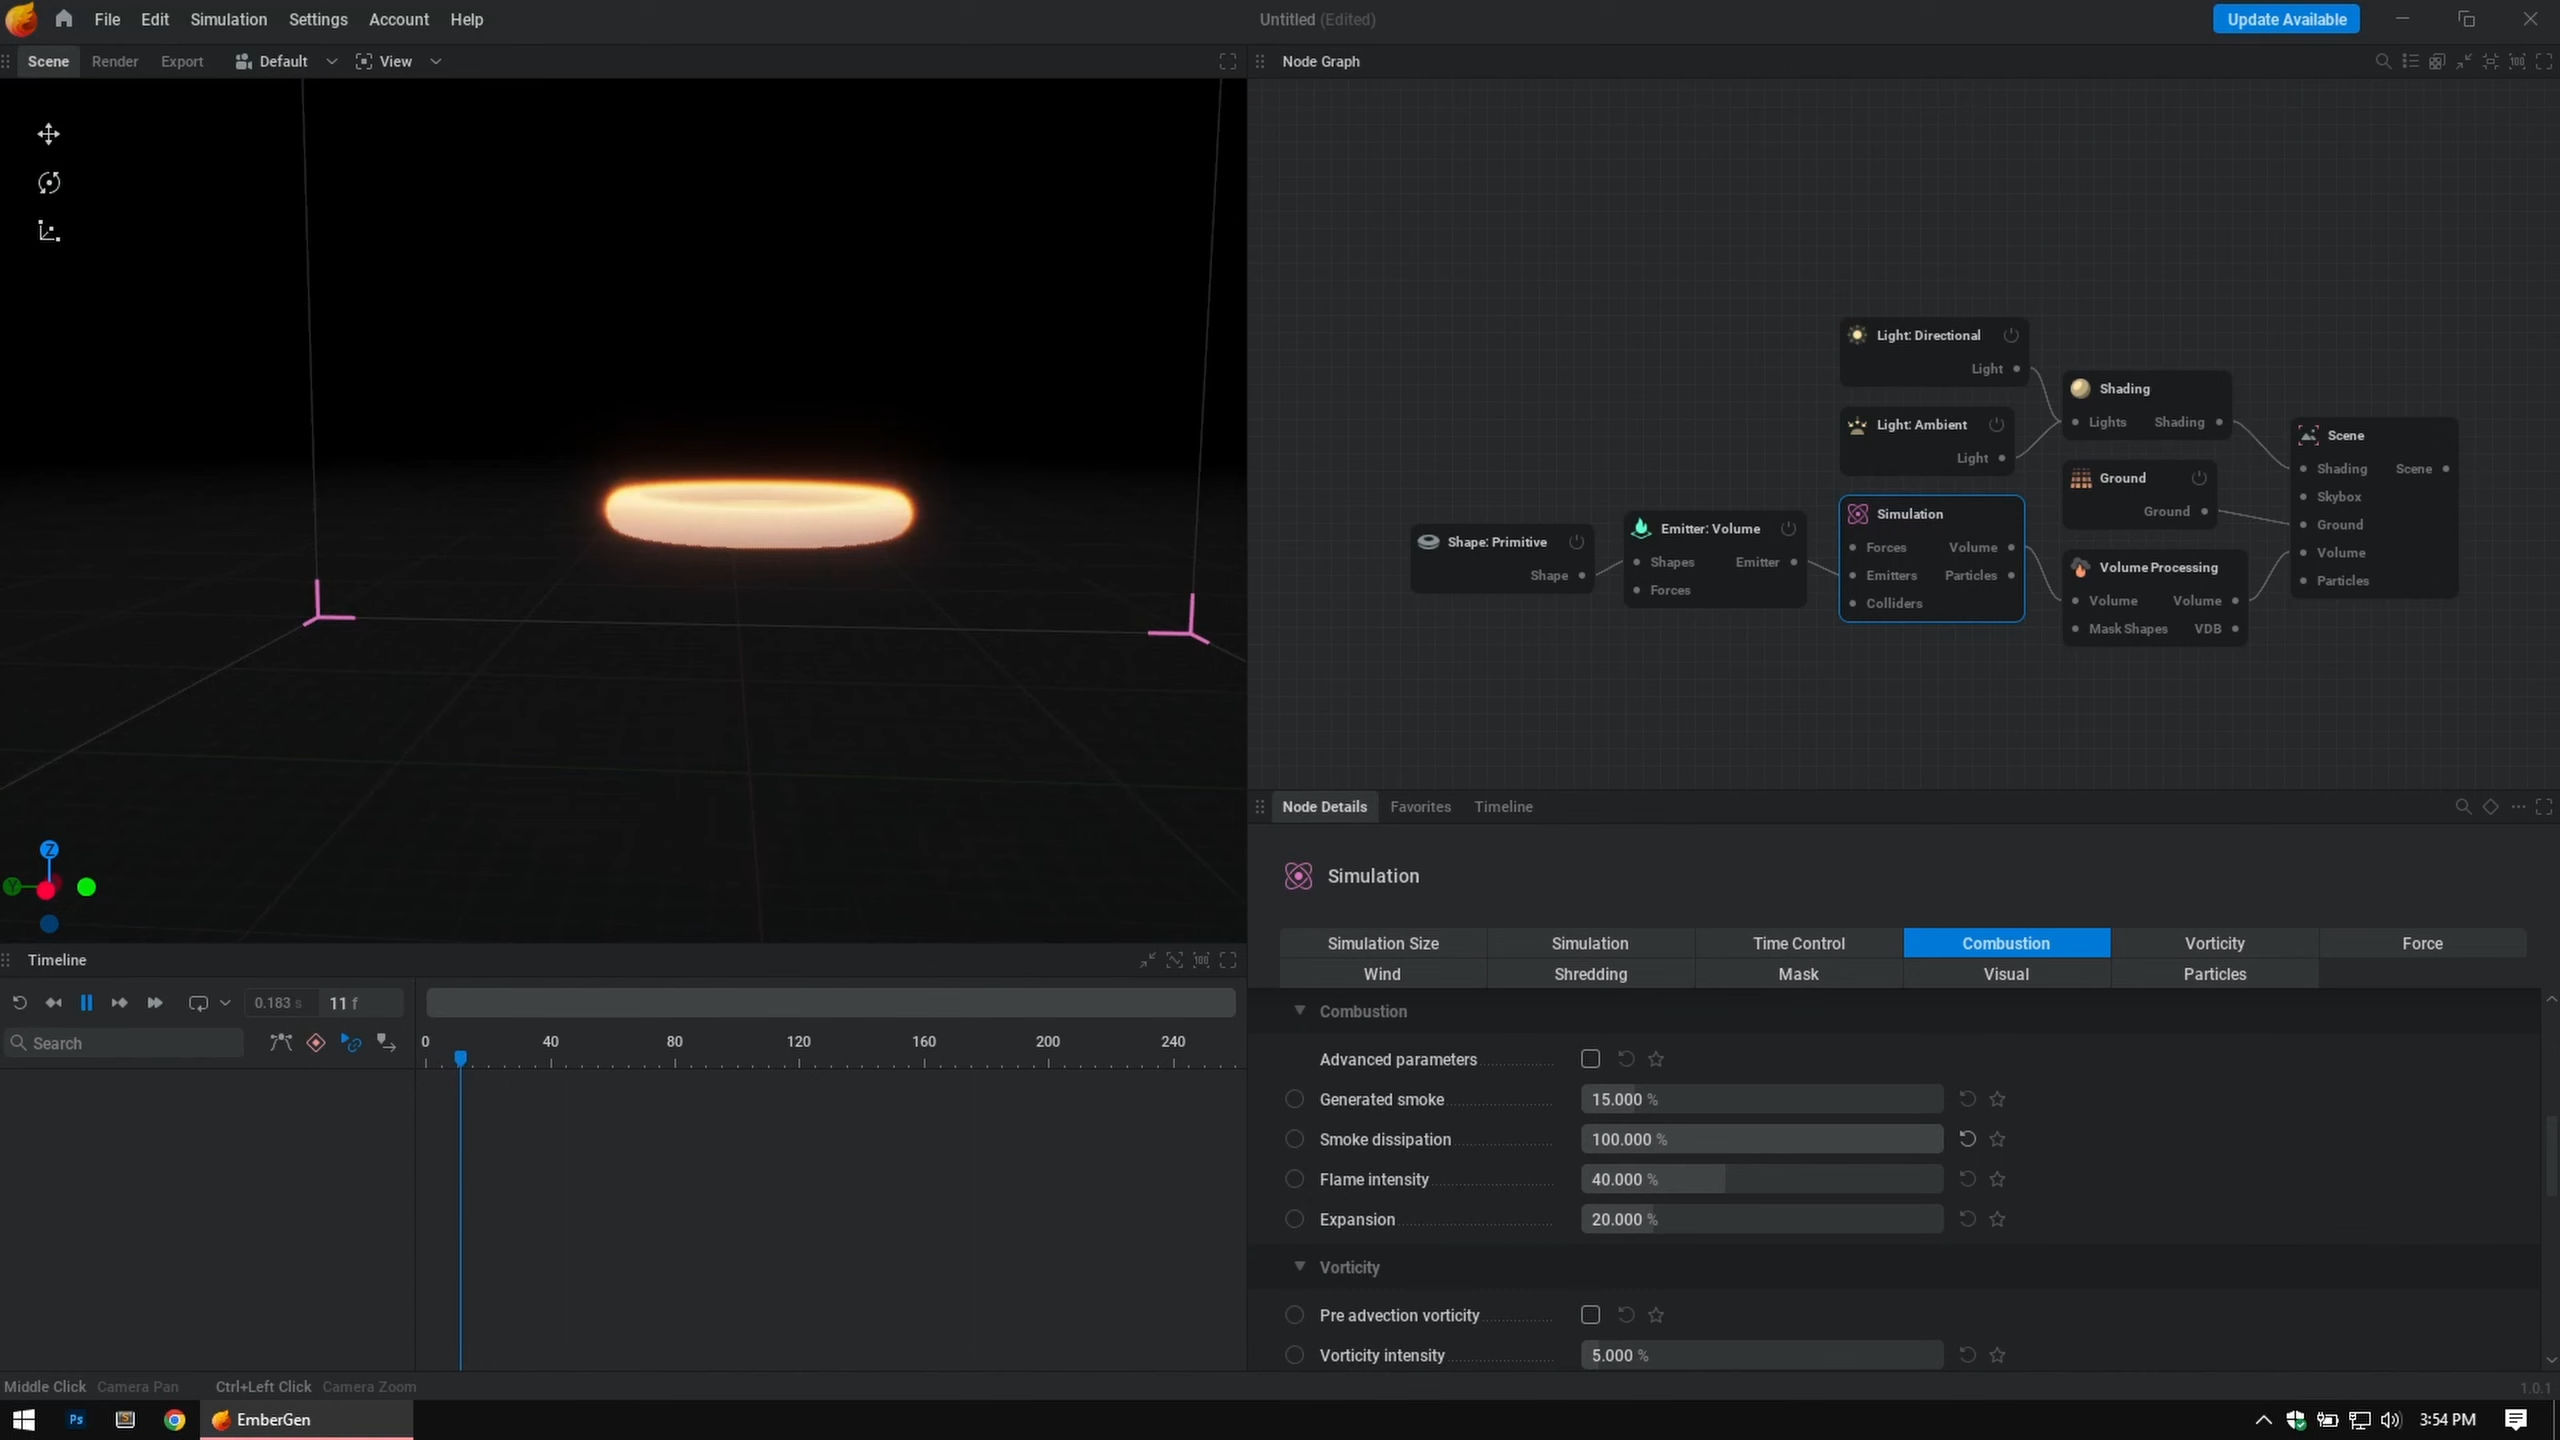 File Edit Simulation Settings Account Help
Untitled (Edited)
Update Available
Scene Render Export Default View
Node Graph
Light: Directional
Light
Light: Ambient
Light
Shading
Lights Shading
Scene
Shading Scene
Skybox
Ground
Volume
Particles
Ground
Ground
Simulation
Forces Volume
Emitters Particles
Colliders
Shape: Primitive
Shape
Emitter: Volume
Shapes Emitter
Forces
Volume Processing
Volume Volume
Mask Shapes VDB
Z
Y
Node Details Favorites Timeline
Simulation
Simulation Size Simulation Time Control Combustion Vorticity Force
Wind Shredding Mask Visual Particles
Combustion
Advanced parameters
Generated smoke 15.000 %
Smoke dissipation 100.000 %
Flame intensity 40.000 %
Expansion 20.000 %
Vorticity
Pre advection vorticity
Vorticity intensity 5.000 %
Timeline
0.183 s 11 f
Search
0 40 80 120 160 200 240
Middle Click Camera Pan Ctrl+Left Click Camera Zoom
1.0.1
Ps
EmberGen
3:54 PM